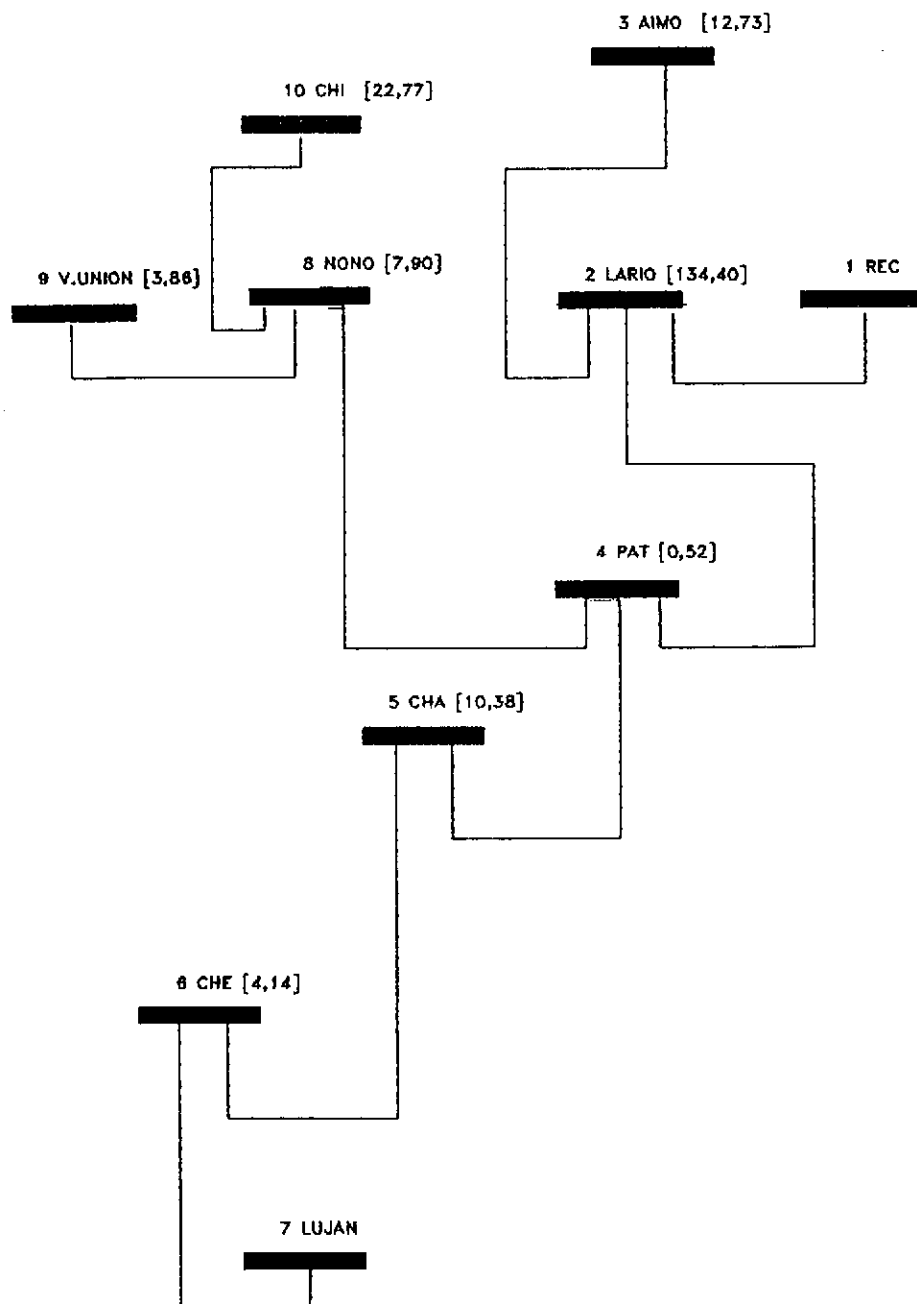 3 AIMO [12,73]
10 CHI [22,77]
9 V.UNION [3,86]
8 NONO [7,90]
2 LARIO [134,40]
1 REC
4 PAT [0,52]
5 CHA [10,38]
6 CHE [4,14]
7 LUJAN